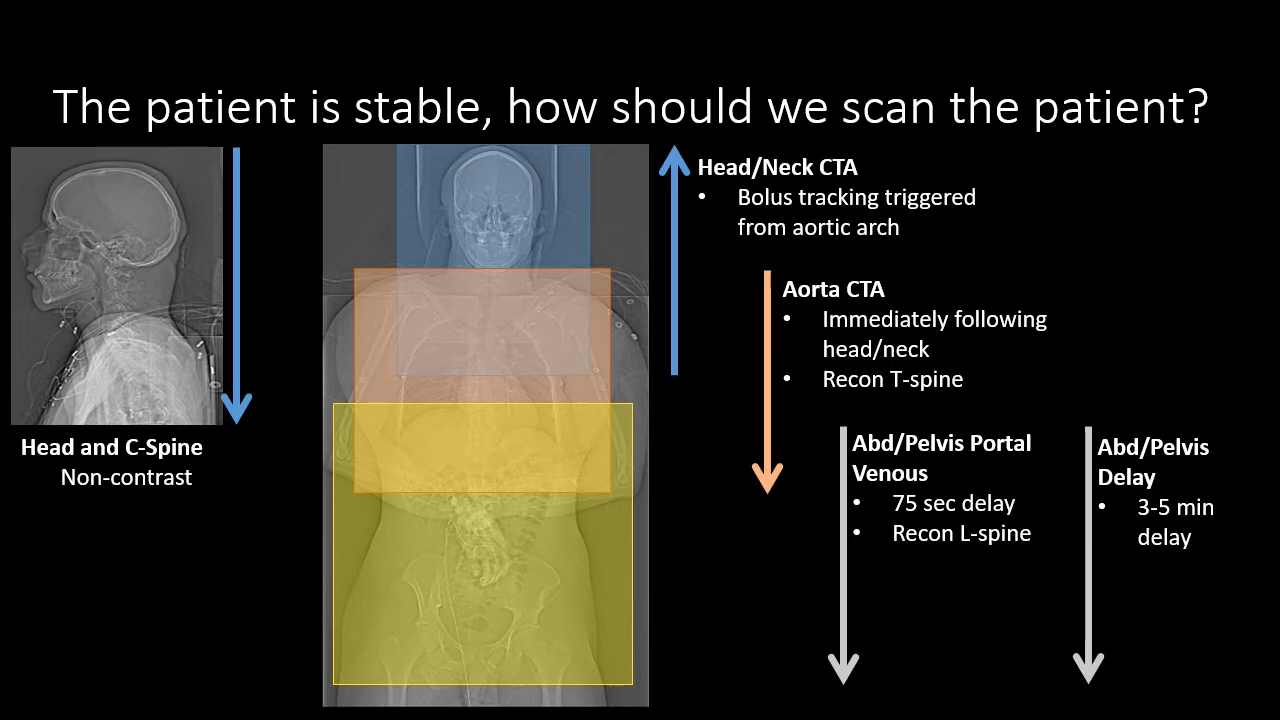 The patient is stable, how should we scan the patient?
Head/Neck CTA
• Bolus tracking triggered
from aortic arch
Aorta CTA
• Immediately following
head/neck
• Recon T-spine
Head and C-Spine
Non-contrast
Abd/Pelvis Portal
Venous
• 75 sec delay
• Recon L-spine
Abd/Pelvis
Delay
• 3-5 min
delay